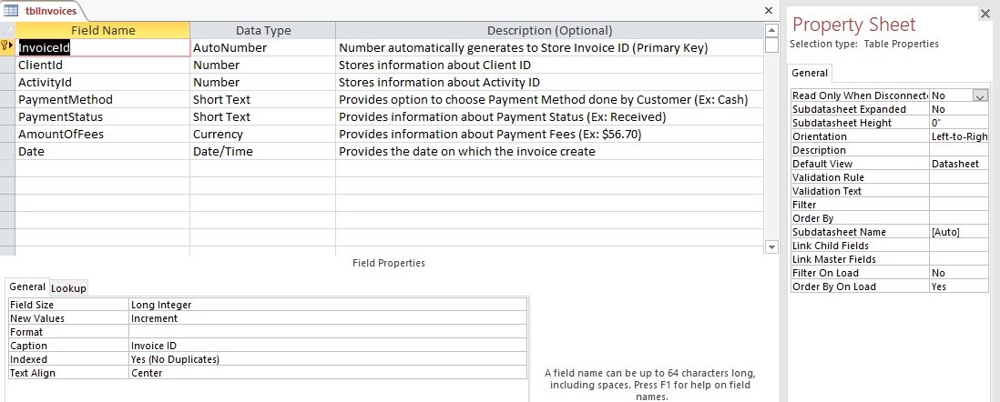 tblInvoices
Field Name Data Type Description (Optional)
InvoiceId AutoNumber Number automatically generates to Store Invoice ID (Primary Key)
ClientId Number Stores information about Client ID
ActivityId Number Stores information about Activity ID
PaymentMethod Short Text Provides option to choose Payment Method done by Customer (Ex: Cash)
PaymentStatus Short Text Provides information about Payment Status (Ex: Received)
AmountOfFees Currency Provides information about Payment Fees (Ex: $56.70)
Date Date/Time Provides the date on which the invoice create
Field Properties
General Lookup
Field Size Long Integer
New Values Increment
Format
Caption Invoice ID
Indexed Yes (No Duplicates)
Text Align Center
A field name can be up to 64 characters long,
including spaces. Press F1 for help on field
names.
Property Sheet
Selection type: Table Properties
General
Read Only When Disconnecte No
Subdatasheet Expanded No
Subdatasheet Height 0"
Orientation Left-to-Righ
Description
Default View Datasheet
Validation Rule
Validation Text
Filter
Order By
Subdatasheet Name [Auto]
Link Child Fields
Link Master Fields
Filter On Load No
Order By On Load Yes